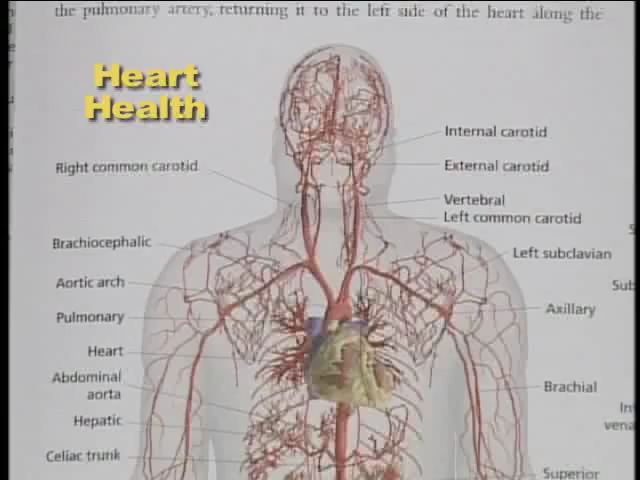 the pulmonary artery, returning it to the left side of the heart along the
Heart
Health
Internal carotid
External carotid
Right common carotid
Vertebral
Left common carotid
Brachiocephalic
Left subclavian
Aortic arch
Axillary
Pulmonary
Heart
Abdominal
aorta
Brachial
Hepatic
Celiac trunk
Superior